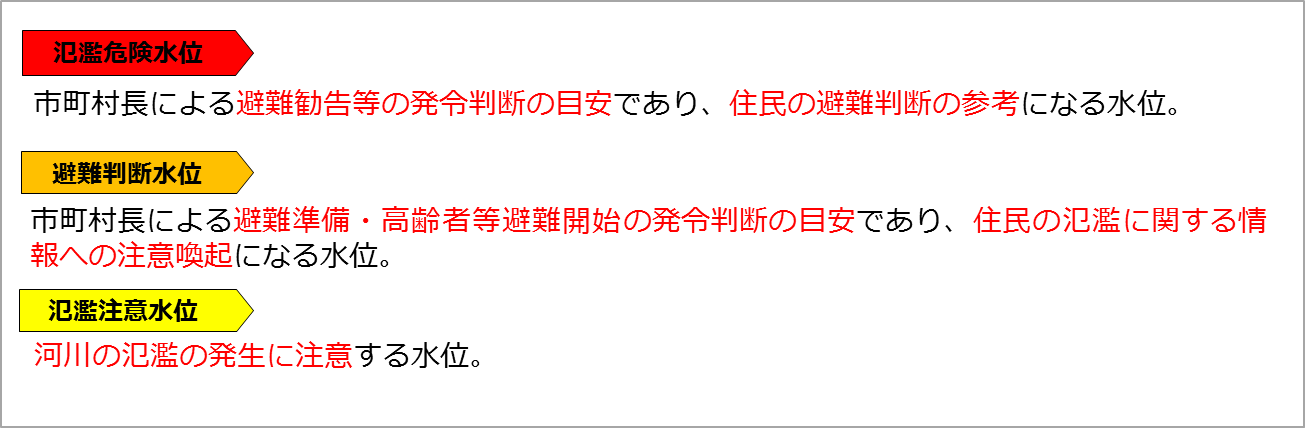 氾濫危険水位
市町村長による避難勧告等の発令判断の目安であり、住民の避難判断の参考になる水位。
避難判断水位
市町村長による避難準備・高齢者等避難開始の発令判断の目安であり、住民の氾濫に関する情
報への注意喚起になる水位。
氾濫注意水位
河川の氾濫の発生に注意する水位。